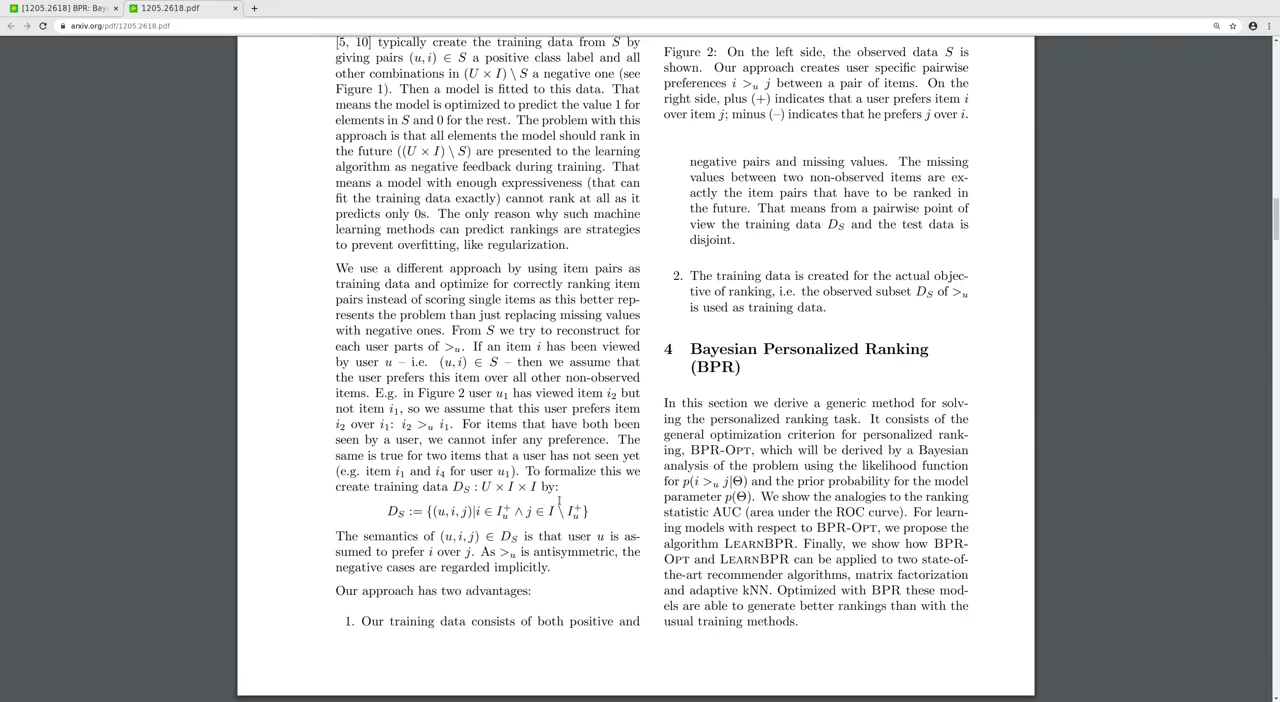 [1205.2618] BPR: Bay
1205.2618.pdf
arxiv.org/pdf/1205.2618.pdf
[5, 10] typically create the training data from S by
giving pairs (u, i) ∈ S a positive class label and all
other combinations in (U × I) \ S a negative one (see
Figure 1). Then a model is fitted to this data. That
means the model is optimized to predict the value 1 for
elements in S and 0 for the rest. The problem with this
approach is that all elements the model should rank in
the future ((U × I) \ S) are presented to the learning
algorithm as negative feedback during training. That
means a model with enough expressiveness (that can
fit the training data exactly) cannot rank at all as it
predicts only 0s. The only reason why such machine
learning methods can predict rankings are strategies
to prevent overfitting, like regularization.
We use a different approach by using item pairs as
training data and optimize for correctly ranking item
pairs instead of scoring single items as this better rep-
resents the problem than just replacing missing values
with negative ones. From S we try to reconstruct for
each user parts of >u. If an item i has been viewed
by user u – i.e. (u, i) ∈ S – then we assume that
the user prefers this item over all other non-observed
items. E.g. in Figure 2 user u1 has viewed item i2 but
not item i1, so we assume that this user prefers item
i2 over i1: i2 >u i1. For items that have both been
seen by a user, we cannot infer any preference. The
same is true for two items that a user has not seen yet
(e.g. item i1 and i4 for user u1). To formalize this we
create training data DS : U × I × I by:
DS := {(u, i, j)|i ∈ I+u ∧ j ∈ I \ I+u}
The semantics of (u, i, j) ∈ DS is that user u is as-
sumed to prefer i over j. As >u is antisymmetric, the
negative cases are regarded implicitly.
Our approach has two advantages:
1. Our training data consists of both positive and
Figure 2: On the left side, the observed data S is
shown. Our approach creates user specific pairwise
preferences i >u j between a pair of items. On the
right side, plus (+) indicates that a user prefers item i
over item j; minus (–) indicates that he prefers j over i.
negative pairs and missing values. The missing
values between two non-observed items are ex-
actly the item pairs that have to be ranked in
the future. That means from a pairwise point of
view the training data DS and the test data is
disjoint.
2. The training data is created for the actual objec-
tive of ranking, i.e. the observed subset DS of >u
is used as training data.
4 Bayesian Personalized Ranking
(BPR)
In this section we derive a generic method for solv-
ing the personalized ranking task. It consists of the
general optimization criterion for personalized rank-
ing, BPR-OPT, which will be derived by a Bayesian
analysis of the problem using the likelihood function
for p(i >u j|Θ) and the prior probability for the model
parameter p(Θ). We show the analogies to the ranking
statistic AUC (area under the ROC curve). For learn-
ing models with respect to BPR-OPT, we propose the
algorithm LEARNBPR. Finally, we show how BPR-
OPT and LEARNBPR can be applied to two state-of-
the-art recommender algorithms, matrix factorization
and adaptive kNN. Optimized with BPR these mod-
els are able to generate better rankings than with the
usual training methods.